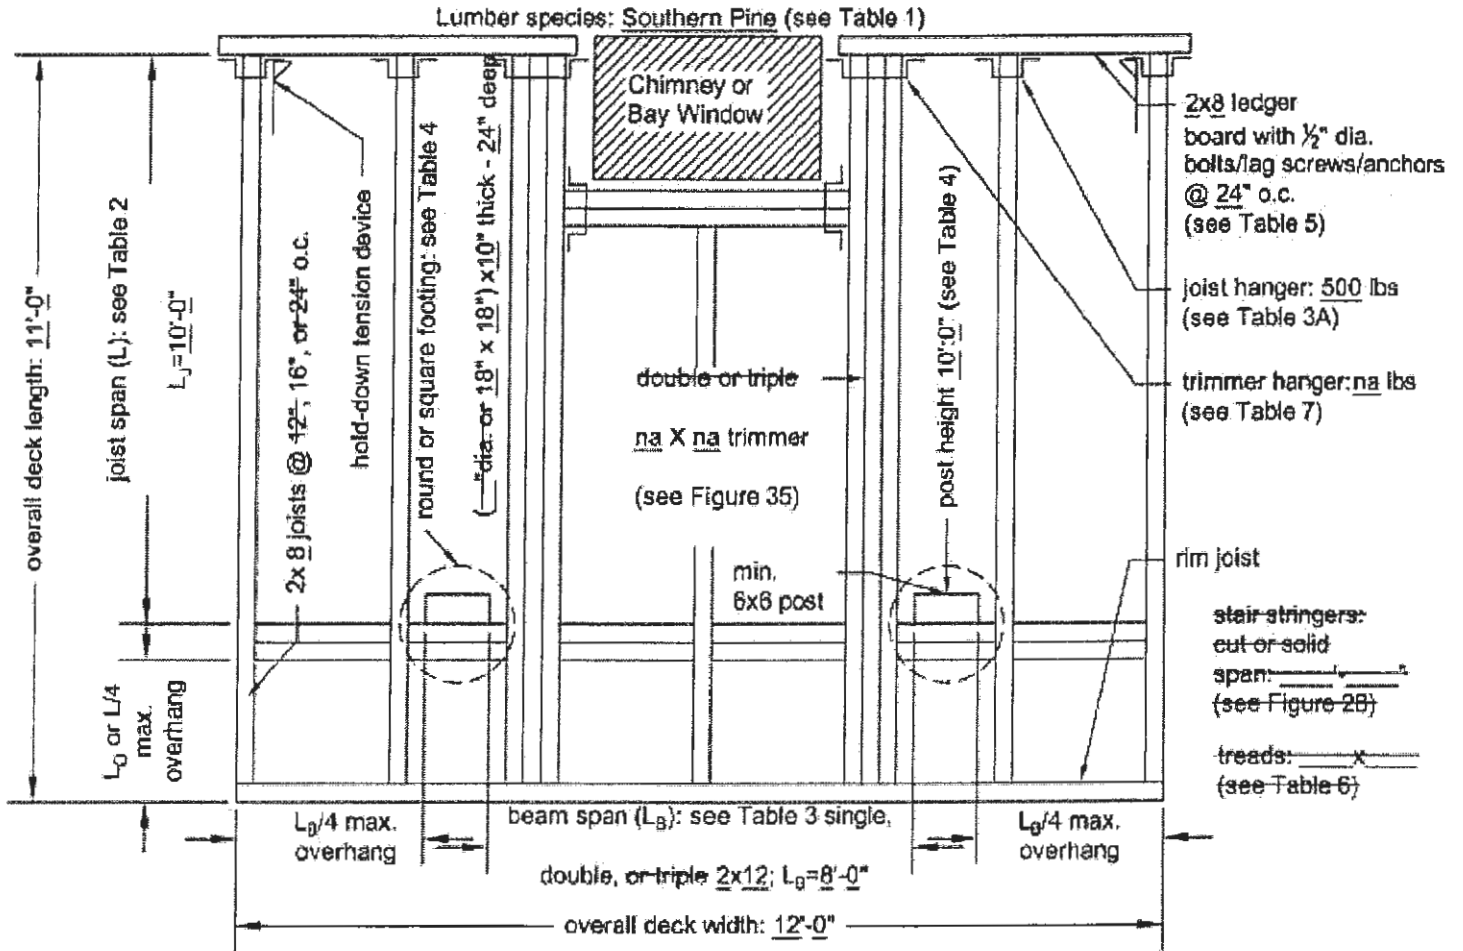 Lumber species: Southern Pine (see Table 1)
Chimney or
Bay Window
2x8 ledger
board with ½" dia.
bolts/lag screws/anchors
@ 24" o.c.
(see Table 5)
joist hanger: 500 lbs
(see Table 3A)
trimmer hanger: na lbs
(see Table 7)
rim joist
stair stringers:
cut or solid
span: ____'-____"
(see Figure 28)
treads: ____x____
(see Table 6)
overall deck length: 11'-0"
joist span (L): see Table 2
LJ=10'-0"
LO or L/4
max.
overhang
2x 8 joists @ 12", 16", or 24" o.c.
hold-down tension device
round or square footing: see Table 4
(__"dia. or 18" x 18") x10" thick - 24" deep
double or triple
na X na trimmer
(see Figure 35)
post height 10':0" (see Table 4)
min.
6x6 post
LB/4 max.
overhang
beam span (LB): see Table 3 single,
double, or triple 2x12; LB=8'-0"
LB/4 max.
overhang
overall deck width: 12'-0"